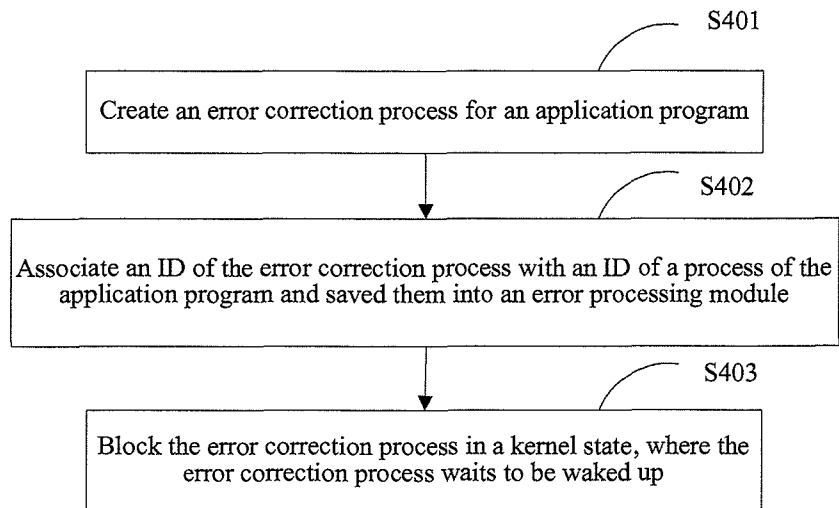 S401
Create an error correction process for an application program
S402
Associate an ID of the error correction process with an ID of a process of the
application program and saved them into an error processing module
S403
Block the error correction process in a kernel state, where the
error correction process waits to be waked up